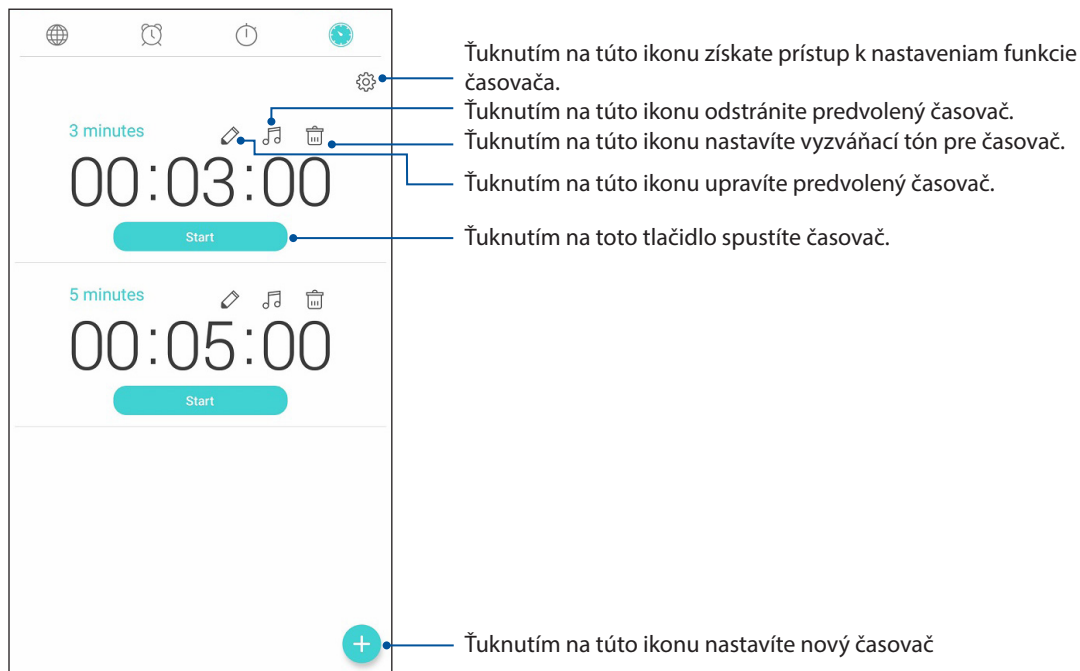 Ťuknutím na túto ikonu získate prístup k nastaveniam funkcie
časovača.
Ťuknutím na túto ikonu odstránite predvolený časovač.
3 minutes
Ťuknutím na túto ikonu nastavíte vyzváňací tón pre časovač.
00:03:00
Ťuknutím na túto ikonu upravíte predvolený časovač.
Start
Ťuknutím na toto tlačidlo spustíte časovač.
5 minutes
00:05:00
Start
Ťuknutím na túto ikonu nastavíte nový časovač